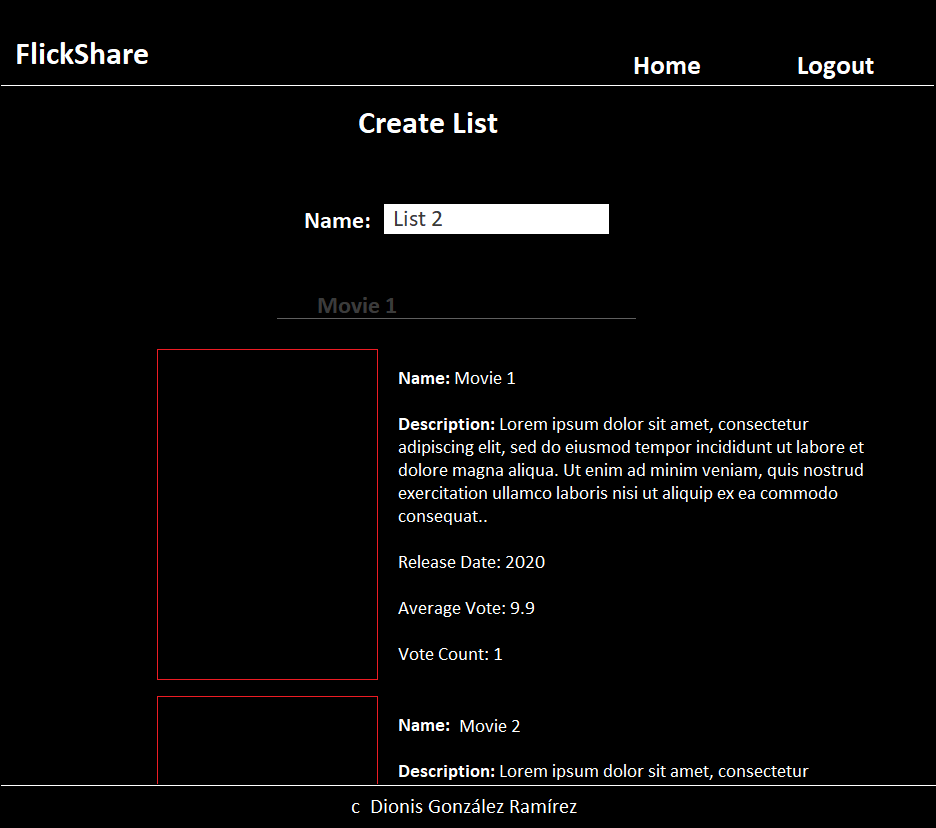 FlickShare
Home Logout
Create List
Name: List 2
Movie 1
Name: Movie 1
Description: Lorem ipsum dolor sit amet, consectetur
adipiscing elit, sed do eiusmod tempor incididunt ut labore et
dolore magna aliqua. Ut enim ad minim veniam, quis nostrud
exercitation ullamco laboris nisi ut aliquip ex ea commodo
consequat..
Release Date: 2020
Average Vote: 9.9
Vote Count: 1
Name: Movie 2
Description: Lorem ipsum dolor sit amet, consectetur
c Dionis González Ramírez